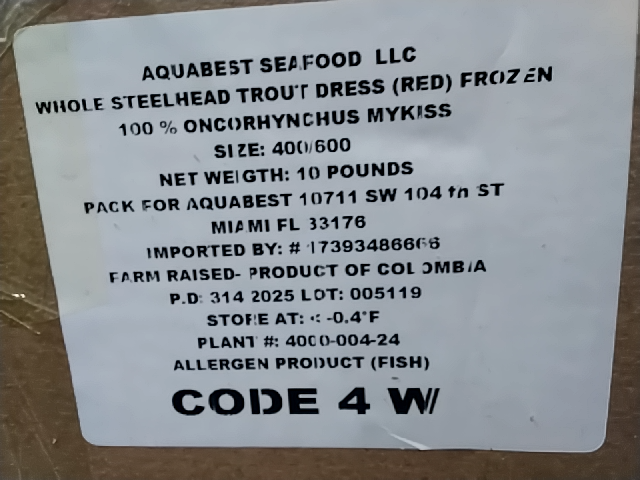 AQUABEST SEAFOOD LLC
WHOLE STEELHEAD TROUT DRESS (RED) FROZEN
100 % ONCORHYNCHUS MYKISS
SIZE: 400/600
NET WEIGTH: 10 POUNDS
PACK FOR AQUABEST 10711 SW 104 th ST
MIAMI FL 33176
IMPORTED BY: # 17393486666
FARM RAISED- PRODUCT OF COLOMBIA
P.D: 314 2025 LOT: 005119
STORE AT: < -0.4°F
PLANT #: 4000-004-24
ALLERGEN PRODUCT (FISH)
CODE 4 W